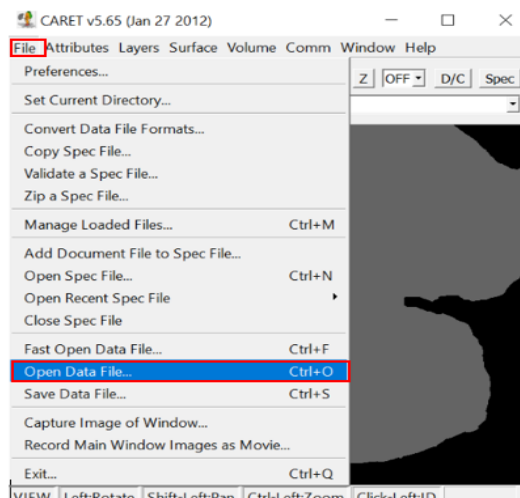 CARET v5.65 (Jan 27 2012)
File Attributes Layers Surface Volume Comm Window Help
Preferences...
Z OFF D/C Spec
Set Current Directory...
Convert Data File Formats...
Copy Spec File...
Validate a Spec File...
Zip a Spec File...
Manage Loaded Files... Ctrl+M
Add Document File to Spec File...
Open Spec File... Ctrl+N
Open Recent Spec File
Close Spec File
Fast Open Data File... Ctrl+F
Open Data File... Ctrl+O
Save Data File... Ctrl+S
Capture Image of Window...
Record Main Window Images as Movie...
Exit... Ctrl+Q
VIEW Left:Rotate Shift-Left:Pan Ctrl-Left:Zoom Click-Left:ID